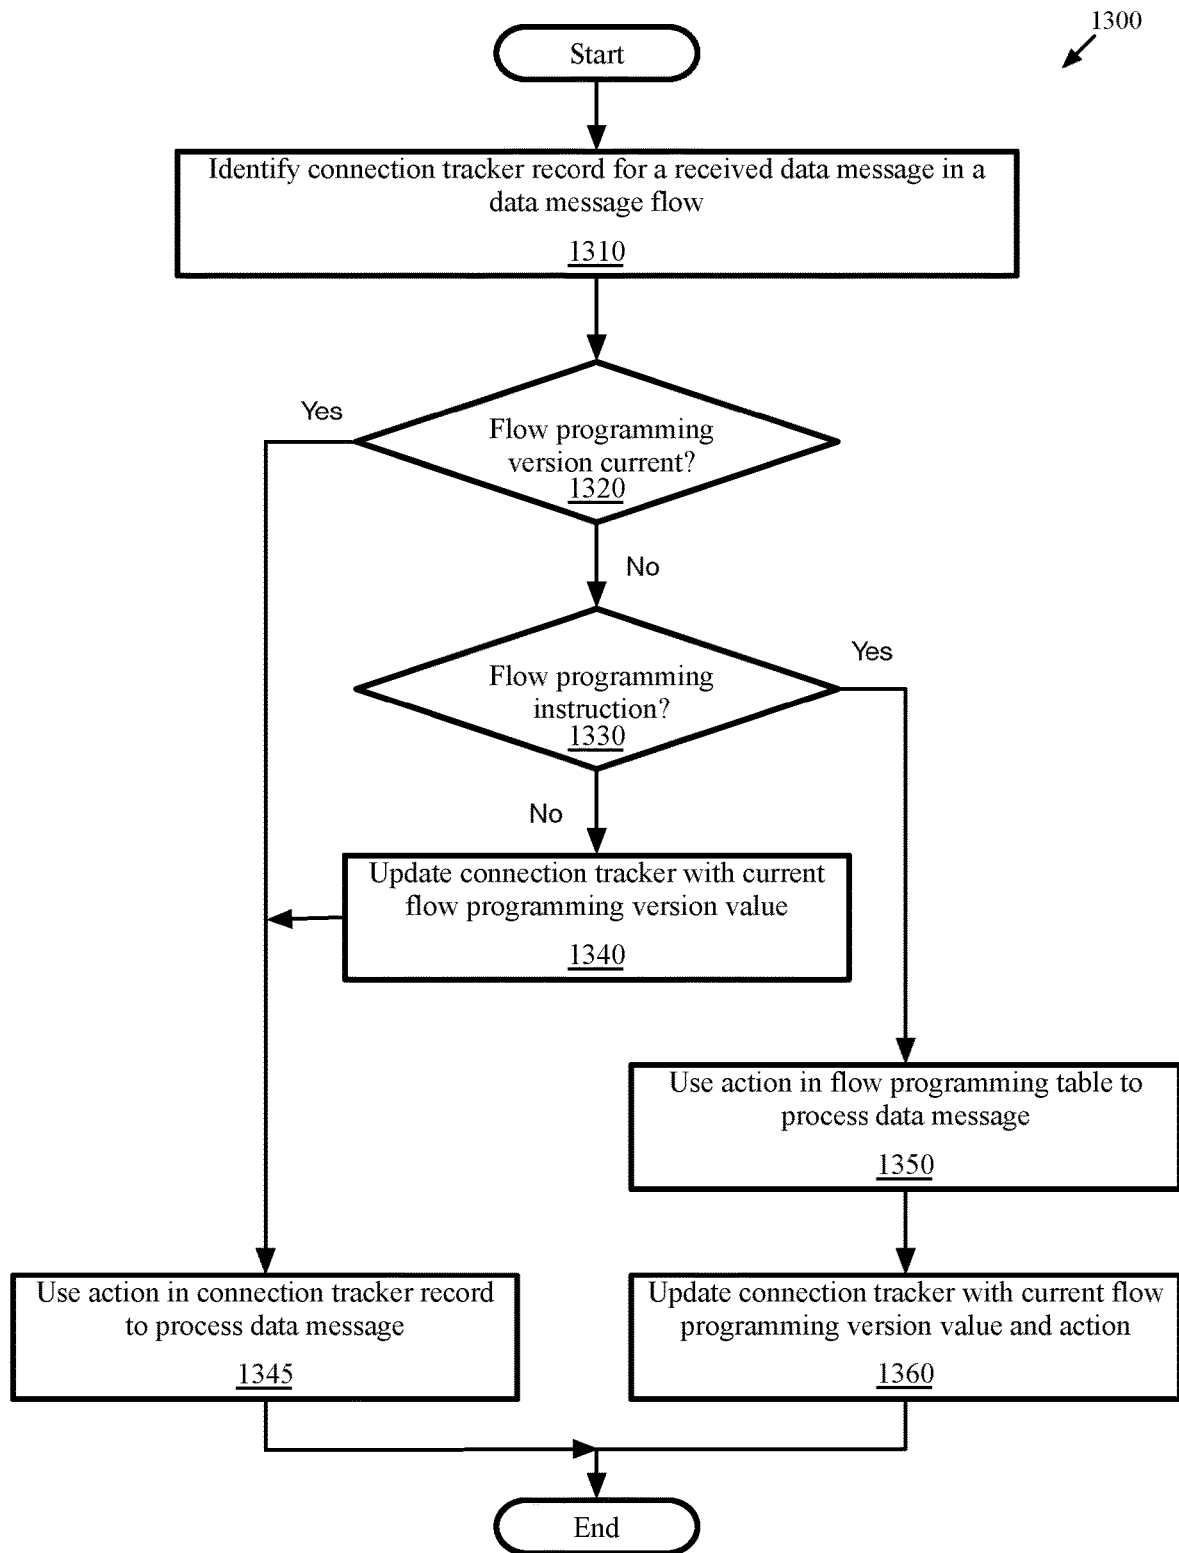 1300
Start
Identify connection tracker record for a received data message in a
data message flow
1310
Yes
Flow programming
version current?
1320
No
Flow programming
instruction?
1330
Yes
No
Update connection tracker with current
flow programming version value
1340
Use action in flow programming table to
process data message
1350
Use action in connection tracker record
to process data message
1345
Update connection tracker with current flow
programming version value and action
1360
End